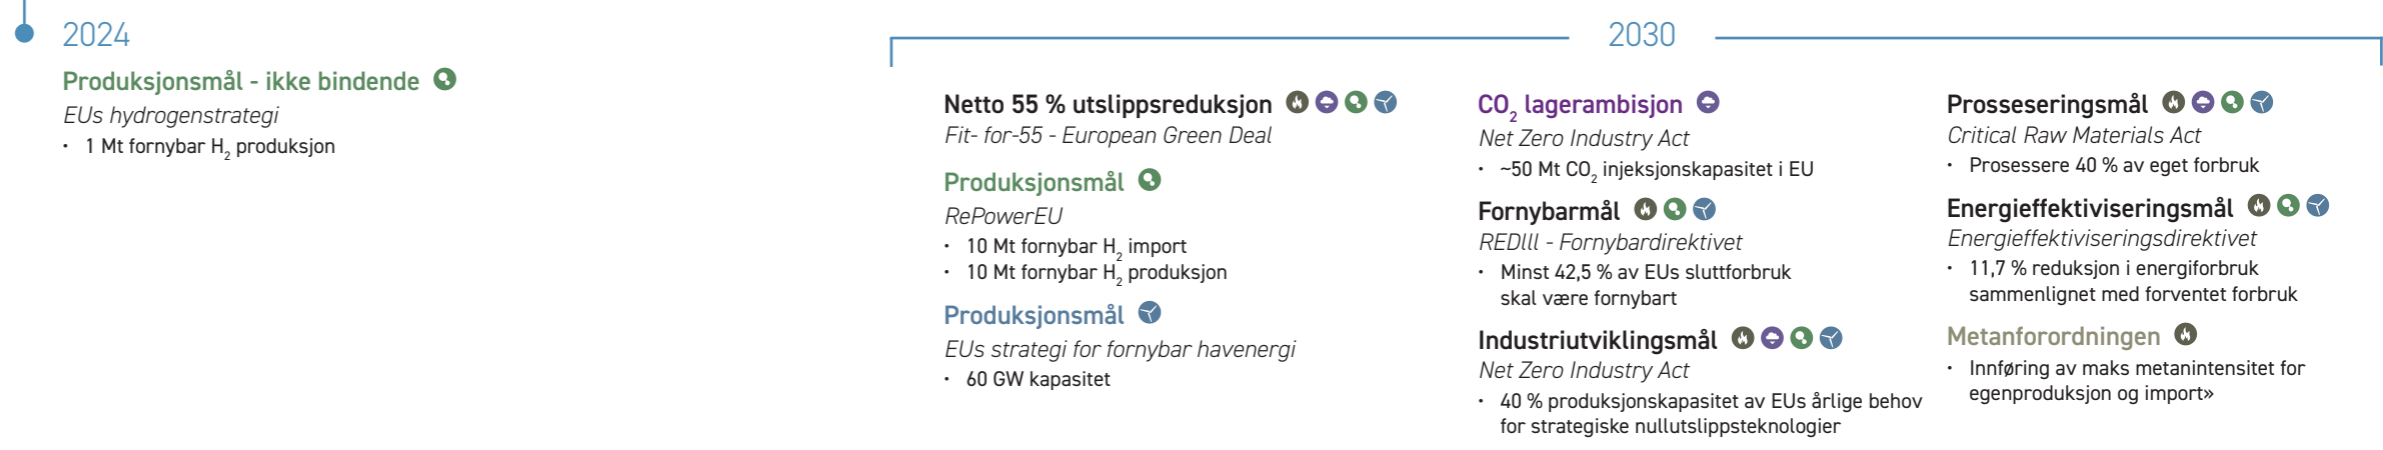 2024
Produksjonsmål - ikke bindende
EUs hydrogenstrategi
• 1 Mt fornybar H₂ produksjon
2030
Netto 55 % utslippsreduksjon
Fit- for-55 - European Green Deal
Produksjonsmål
RePowerEU
• 10 Mt fornybar H₂ import
• 10 Mt fornybar H₂ produksjon
Produksjonsmål
EUs strategi for fornybar havenergi
• 60 GW kapasitet
CO₂ lagerambisjon
Net Zero Industry Act
• ~50 Mt CO₂ injeksjonskapasitet i EU
Fornybarmål
REDlll - Fornybardirektivet
• Minst 42,5 % av EUs sluttforbruk
skal være fornybart
Industriutviklingsmål
Net Zero Industry Act
• 40 % produksjonskapasitet av EUs årlige behov
for strategiske nullutslippsteknologier
Prosseseringsmål
Critical Raw Materials Act
• Prosessere 40 % av eget forbruk
Energieffektiviseringsmål
Energieffektiviseringsdirektivet
• 11,7 % reduksjon i energiforbruk
sammenlignet med forventet forbruk
Metanforordningen
• Innføring av maks metanintensitet for
egenproduksjon og import»